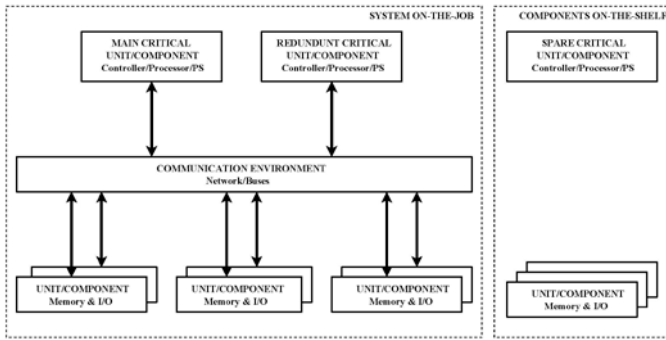 SYSTEM ON-THE-JOB
COMPONENTS ON-THE-SHELF
MAIN CRITICAL
UNIT/COMPONENT
Controller/Processor/PS
REDUNDUNT CRITICAL
UNIT/COMPONENT
Controller/Processor/PS
SPARE CRITICAL
UNIT/COMPONENT
Controller/Processor/PS
COMMUNICATION ENVIRONMENT
Network/Buses
UNIT/COMPONENT
Memory & I/O
UNIT/COMPONENT
Memory & I/O
UNIT/COMPONENT
Memory & I/O
UNIT/COMPONENT
Memory & I/O